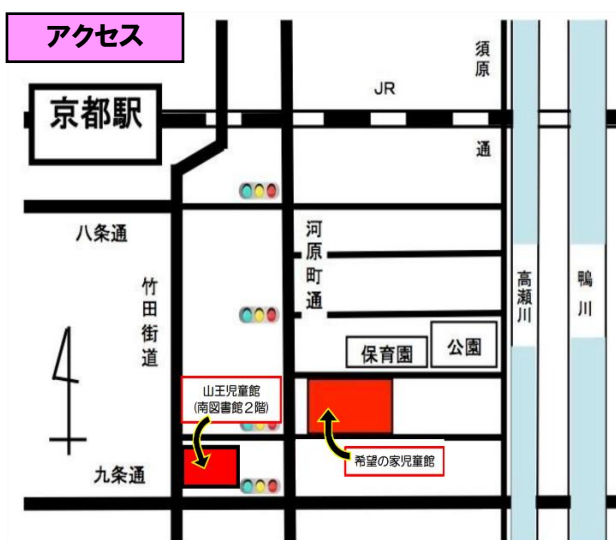 アクセス
須原
JR
京都駅
通
八条通
河原町通
竹田街道
高瀬川
鴨川
保育園
公園
山王児童館
(南図書館２階)
希望の家児童館
九条通